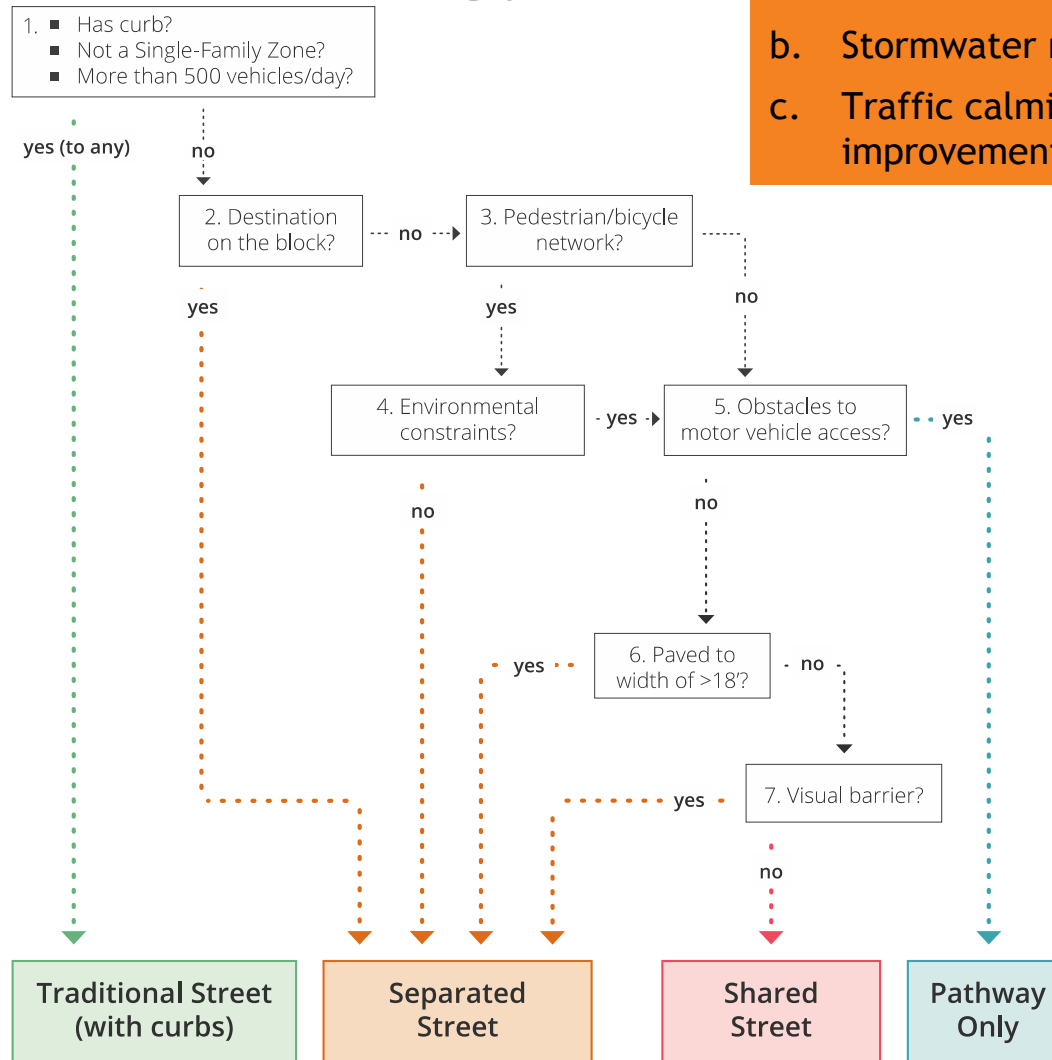 1. ▪ Has curb?
▪ Not a Single-Family Zone?
▪ More than 500 vehicles/day?
b. Stormwater
c. Traffic
improvement
yes (to any)
no
2. Destination
on the block?
no
3. Pedestrian/bicycle
network?
yes
yes
no
4. Environmental
constraints?
yes
5. Obstacles to
motor vehicle access?
yes
no
no
6. Paved to
width of >18'?
yes
no
7. Visual barrier?
yes
no
Traditional Street
(with curbs)
Separated
Street
Shared
Street
Pathway
Only